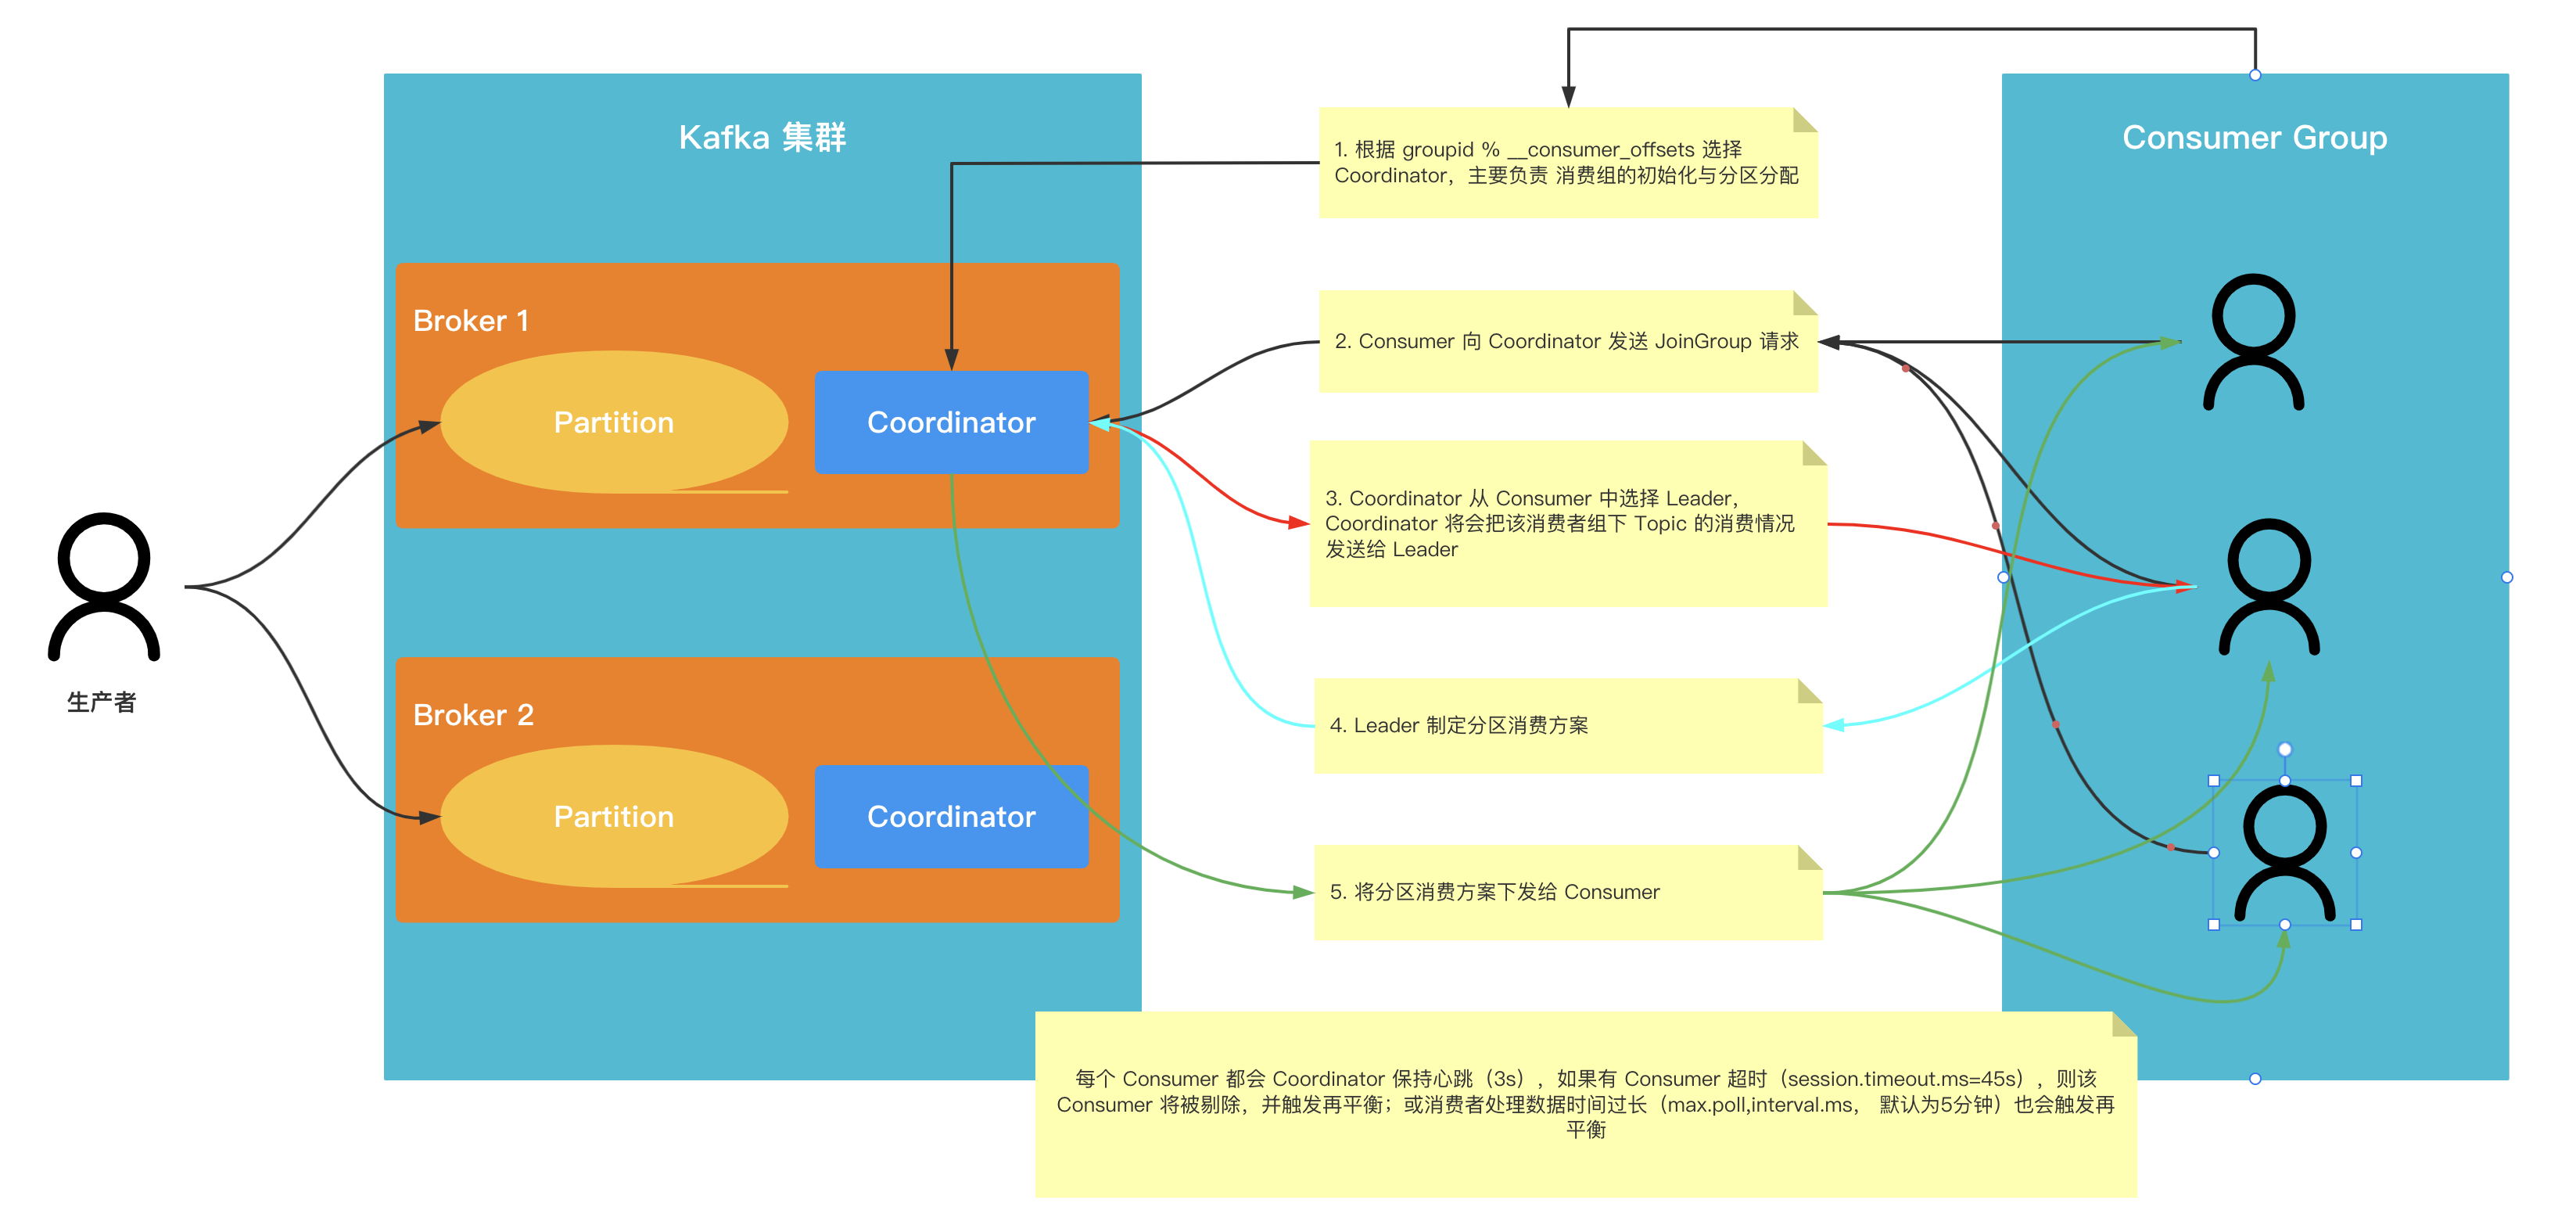 Kafka 集群
Consumer Group
1. 根据 groupid % __consumer_offsets 选择
Coordinator，主要负责 消费组的初始化与分区分配
Broker 1
2. Consumer 向 Coordinator 发送 JoinGroup 请求
Partition
Coordinator
3. Coordinator 从 Consumer 中选择 Leader，
Coordinator 将会把该消费者组下 Topic 的消费情况
发送给 Leader
生产者
Broker 2
4. Leader 制定分区消费方案
Partition
Coordinator
5. 将分区消费方案下发给 Consumer
每个 Consumer 都会 Coordinator 保持心跳（3s），如果有 Consumer 超时（session.timeout.ms=45s），则该
Consumer 将被剔除，并触发再平衡；或消费者处理数据时间过长（max.poll,interval.ms， 默认为5分钟）也会触发再
平衡